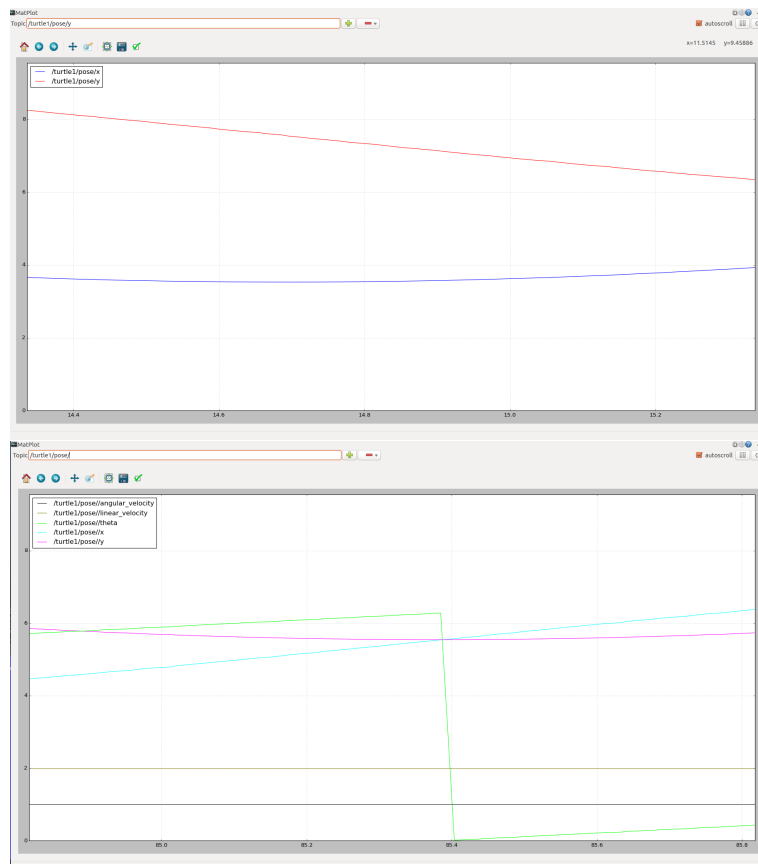 MatPlot
Topic /turtle1/pose/y
autoscroll
x=11.5145 y=9.45886
/turtle1/pose/x
/turtle1/pose/y
8
6
4
2
0
14.4 14.6 14.8 15.0 15.2
MatPlot
Topic /turtle1/pose/
autoscroll
/turtle1/pose//angular_velocity
/turtle1/pose//linear_velocity
/turtle1/pose//theta
/turtle1/pose//x
/turtle1/pose//y
8
6
4
2
0
85.0 85.2 85.4 85.6 85.8